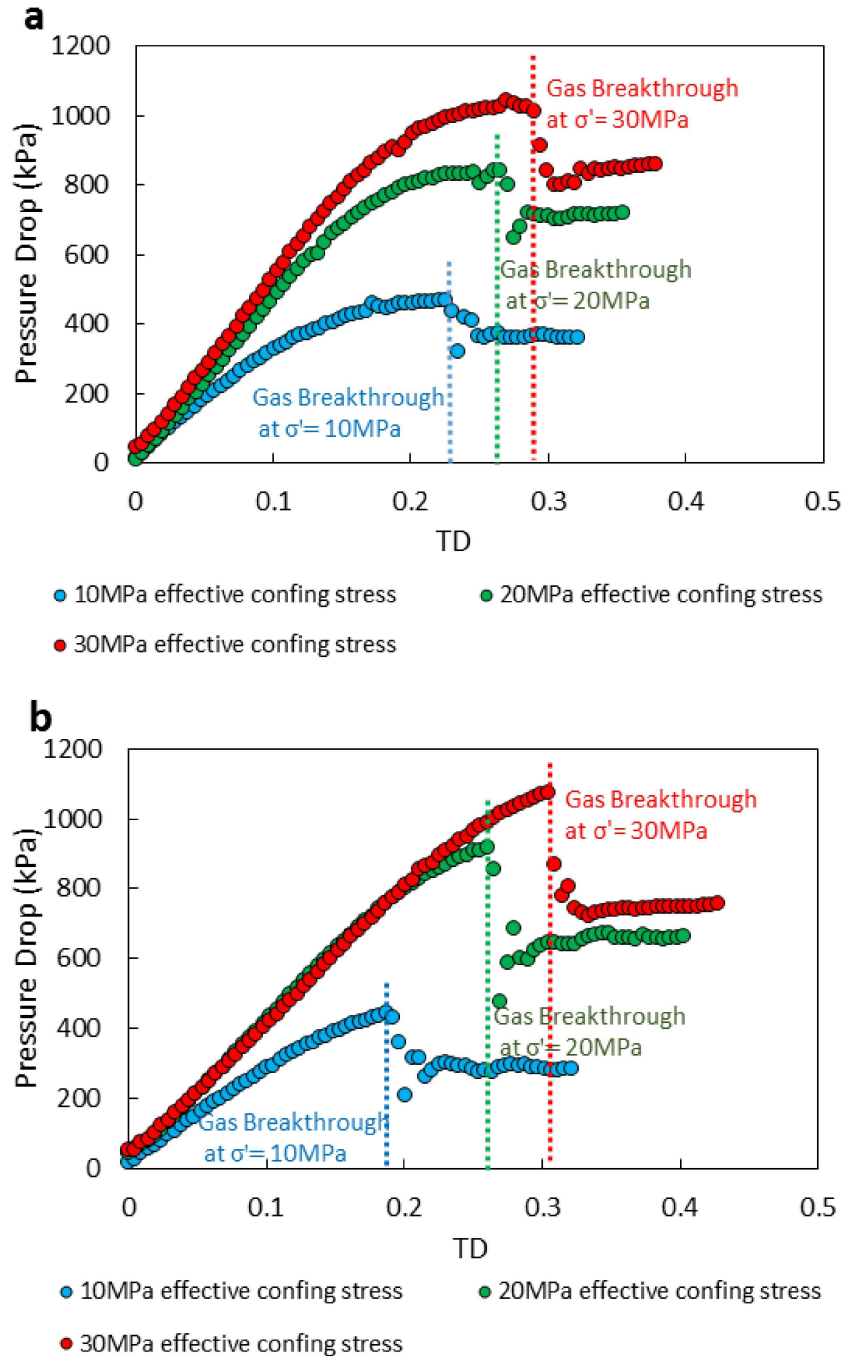 a
1200
1000
800
600
400
200
0
Pressure Drop (kPa)
Gas Breakthrough
at σ'= 30MPa
Gas Breakthrough
at σ'= 20MPa
Gas Breakthrough
at σ'= 10MPa
0 0.1 0.2 0.3 0.4 0.5
TD
10MPa effective confing stress
20MPa effective confing stress
30MPa effective confing stress
b
1200
1000
800
600
400
200
0
Pressure Drop (kPa)
Gas Breakthrough
at σ'= 30MPa
Gas Breakthrough
at σ'= 20MPa
Gas Breakthrough
at σ'= 10MPa
0 0.1 0.2 0.3 0.4 0.5
TD
10MPa effective confing stress
20MPa effective confing stress
30MPa effective confing stress